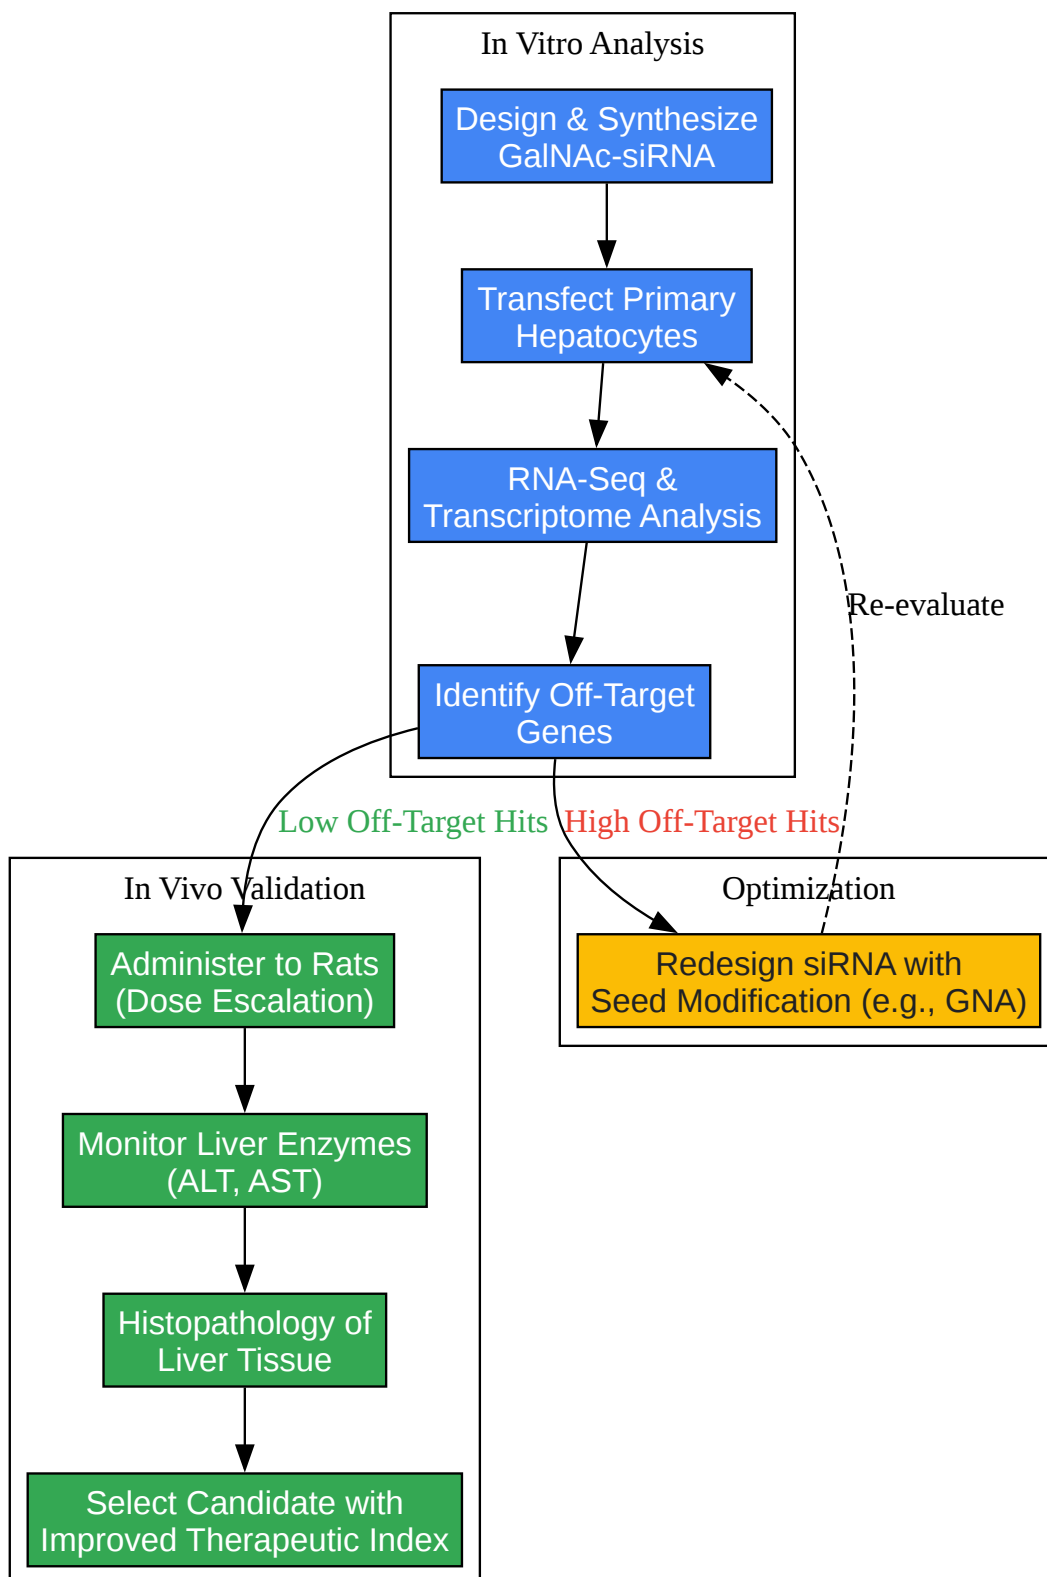 In Vitro Analysis
Design & Synthesize
GalNAc-siRNA
Transfect Primary
Hepatocytes
RNA-Seq &
Transcriptome Analysis
Re-evaluate
Identify Off-Target
Genes
Low Off-Target Hits
High Off-Target Hits
In Vivo Validation
Administer to Rats
(Dose Escalation)
Monitor Liver Enzymes
(ALT, AST)
Histopathology of
Liver Tissue
Select Candidate with
Improved Therapeutic Index
Optimization
Redesign siRNA with
Seed Modification (e.g., GNA)